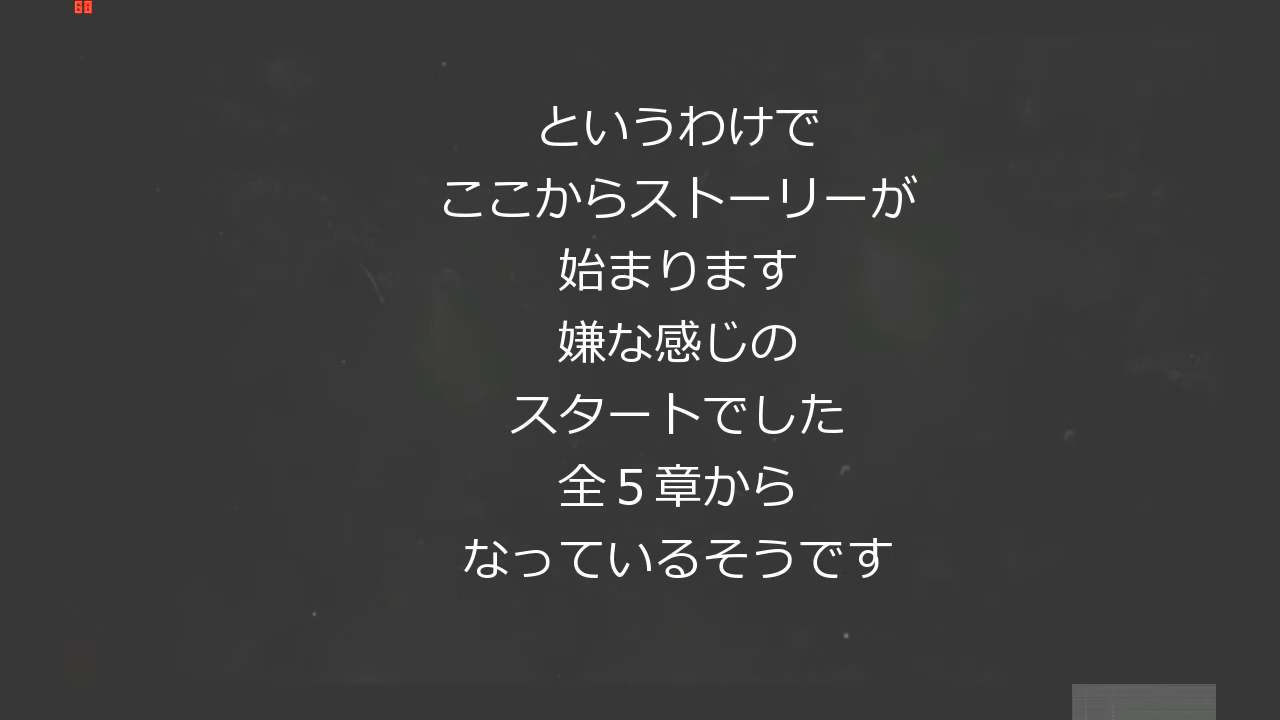 60
というわけで
ここからストーリーが
始まります
嫌な感じの
スタートでした
全５章から
なっているそうです